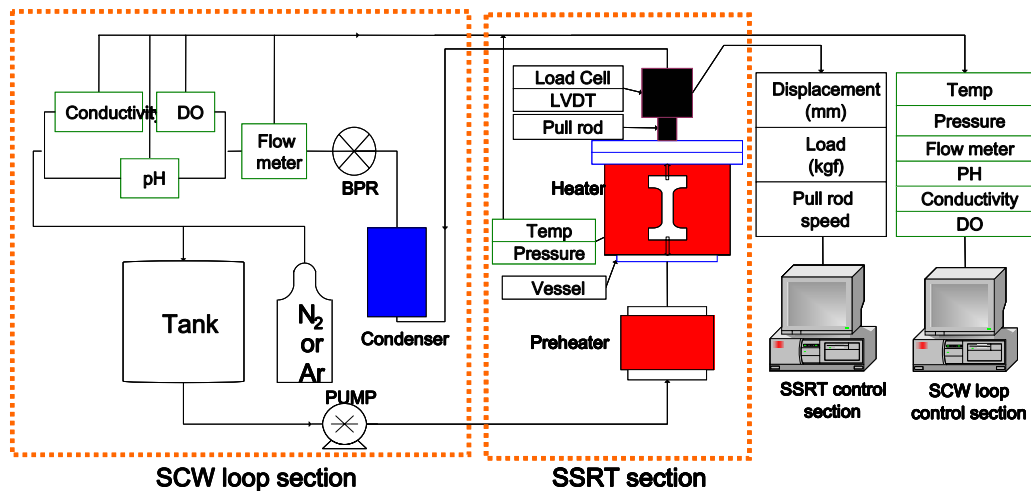 Conductivity
DO
pH
Flow
meter
BPR
Tank
N2
or
Ar
Condenser
PUMP
SCW loop section
Load Cell
LVDT
Pull rod
Heater
Temp
Pressure
Vessel
Preheater
SSRT section
Displacement
(mm)
Load
(kgf)
Pull rod
speed
SSRT control
section
Temp
Pressure
Flow meter
PH
Conductivity
DO
SCW loop
control section